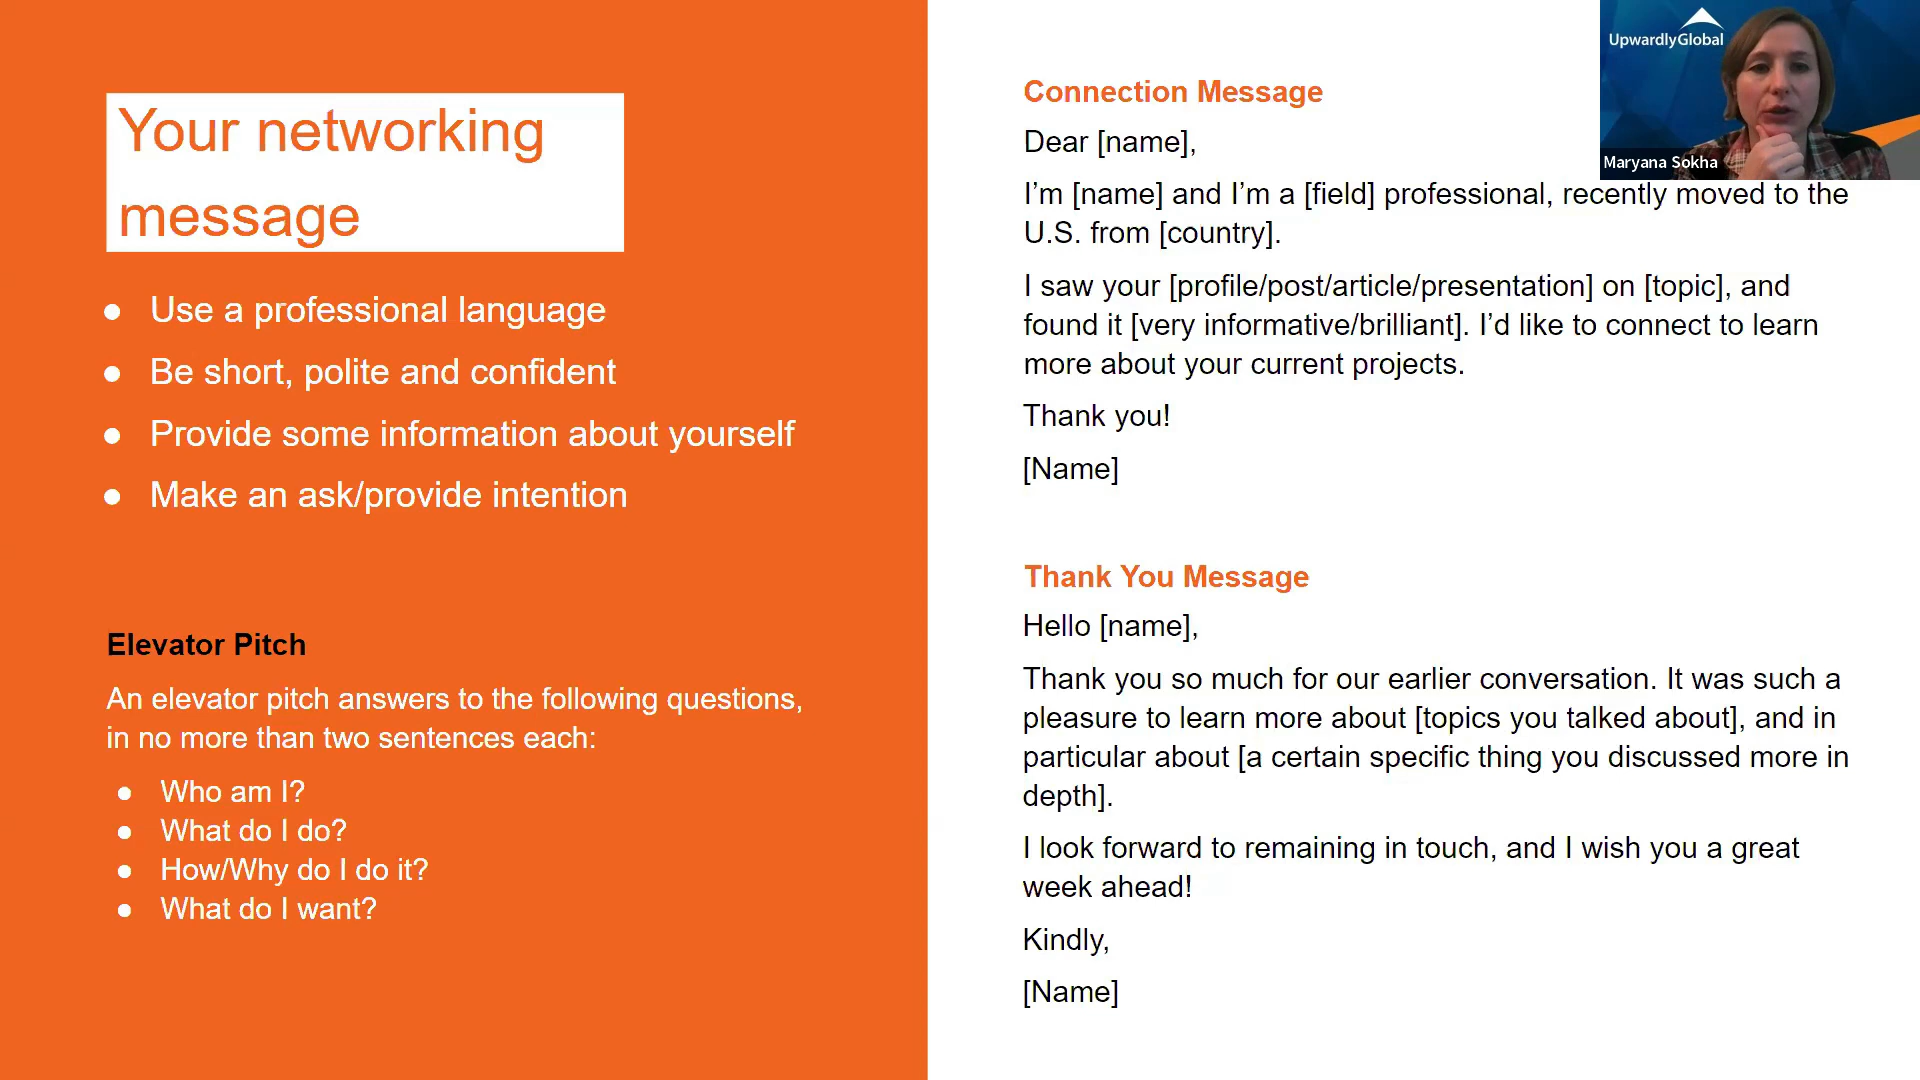 Your networking
message
● Use a professional language
● Be short, polite and confident
● Provide some information about yourself
● Make an ask/provide intention
Elevator Pitch
An elevator pitch answers to the following questions,
in no more than two sentences each:
● Who am I?
● What do I do?
● How/Why do I do it?
● What do I want?
Connection Message
Dear [name],
I’m [name] and I’m a [field] professional, recently moved to the
U.S. from [country].
I saw your [profile/post/article/presentation] on [topic], and
found it [very informative/brilliant]. I’d like to connect to learn
more about your current projects.
Thank you!
[Name]
Thank You Message
Hello [name],
Thank you so much for our earlier conversation. It was such a
pleasure to learn more about [topics you talked about], and in
particular about [a certain specific thing you discussed more in
depth].
I look forward to remaining in touch, and I wish you a great
week ahead!
Kindly,
[Name]
UpwardlyGlobal
Maryana Sokha